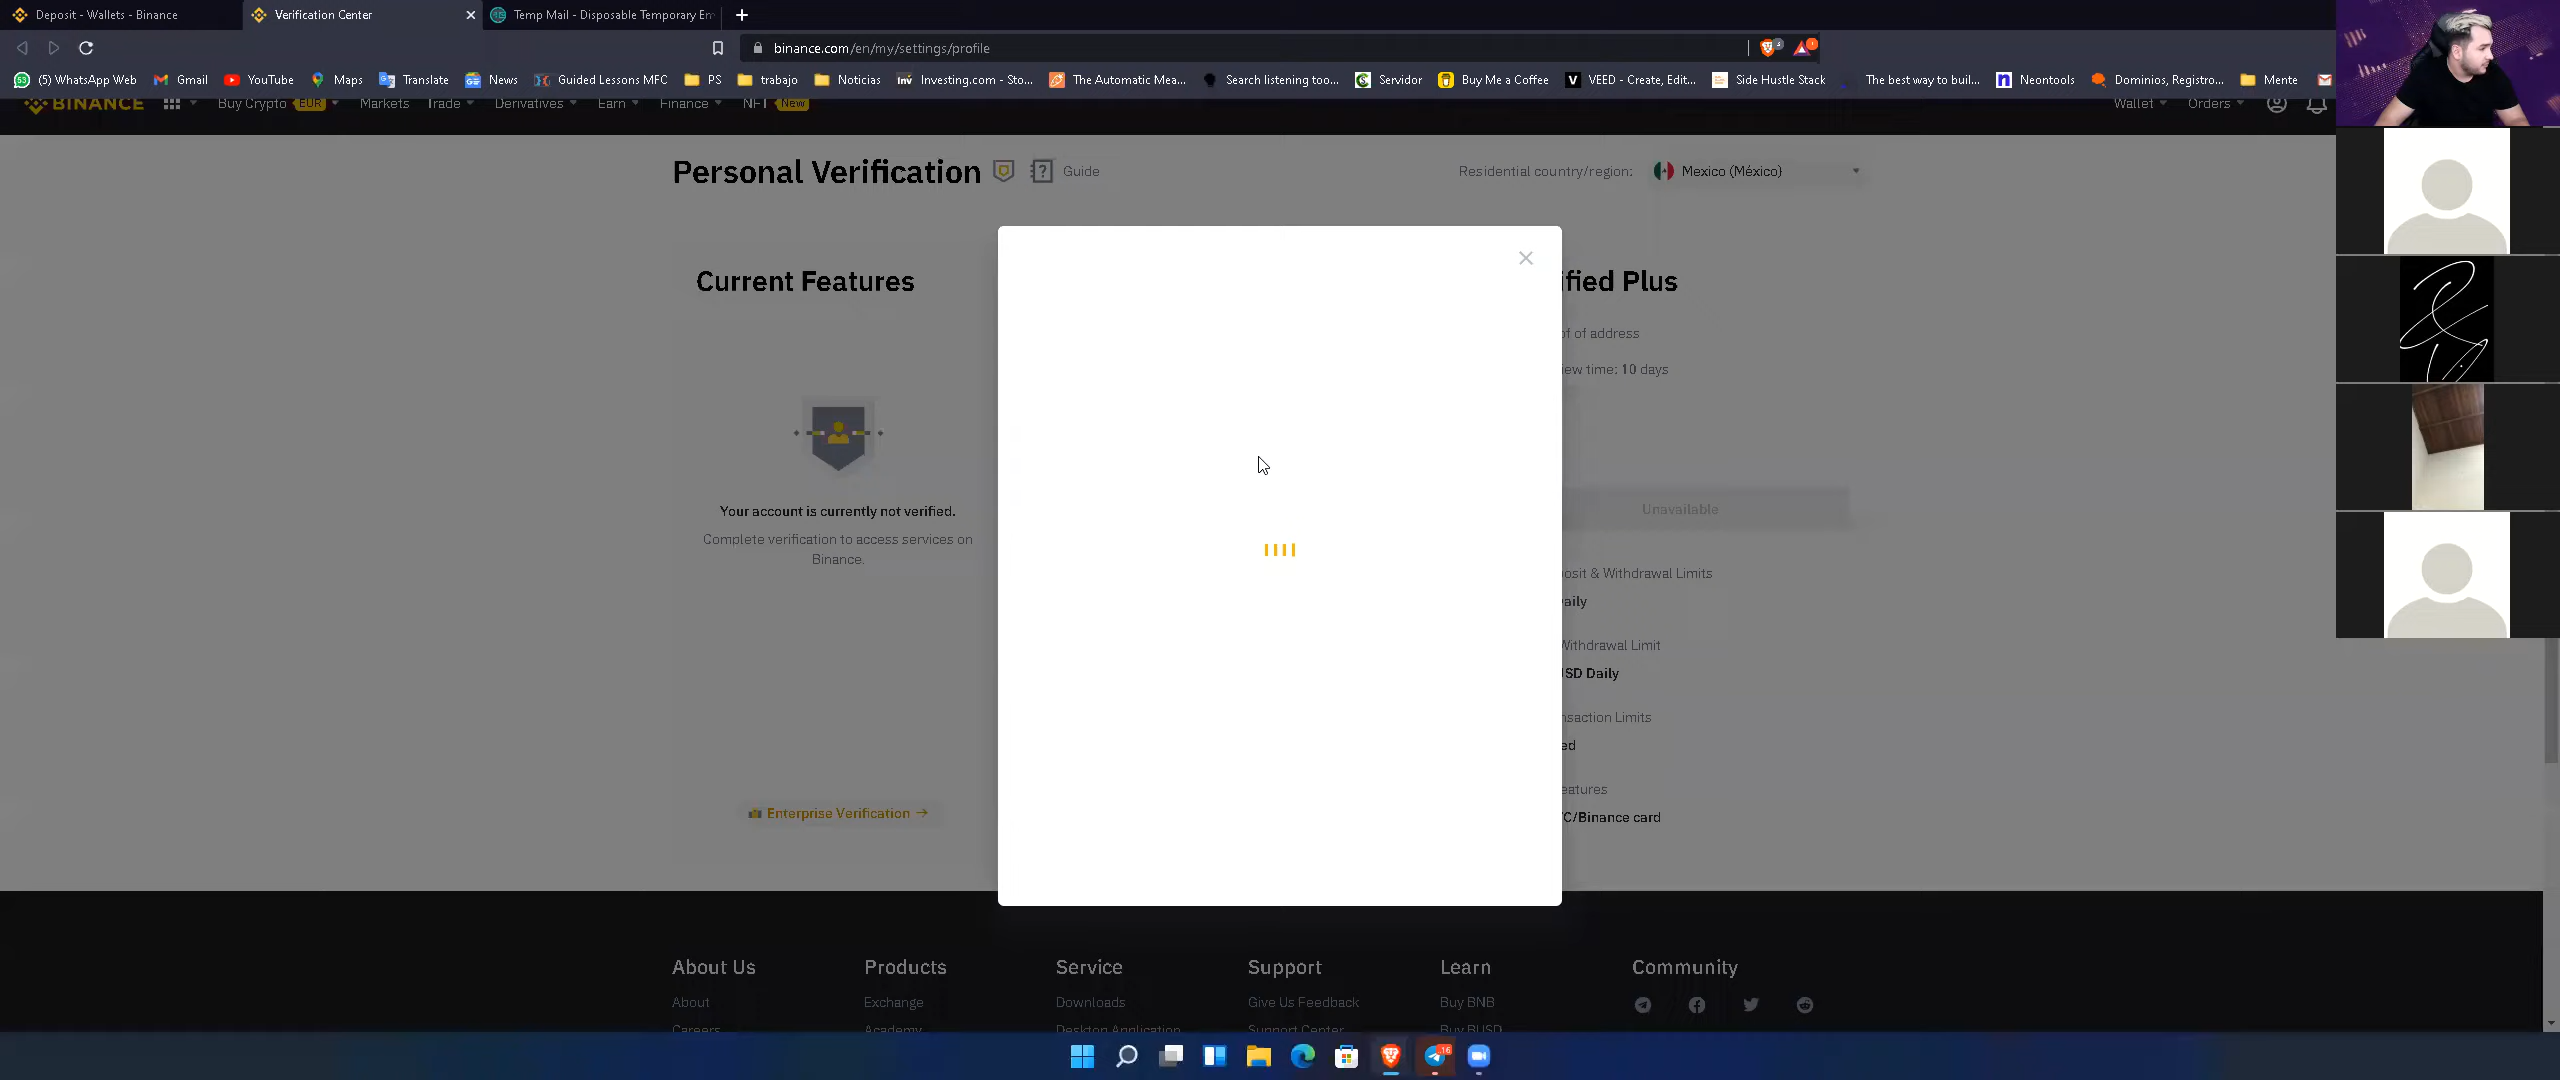 Deposit - Wallets - Binance
Verification Center
Temp Mail - Disposable Temporary Em
binance.com/en/my/settings/profile
(5) WhatsApp Web
Gmail
YouTube
Maps
Translate
News
Guided Lessons MFC
PS
trabajo
Noticias
Investing.com - Sto...
The Automatic Mea...
Search listening too...
Servidor
Buy Me a Coffee
VEED - Create, Edit...
Side Hustle Stack
The best way to buil...
Neontools
Dominios, Registro...
Mente
BINANCE
Buy Crypto
EUR
Markets
Trade
Derivatives
Earn
Finance
NFT
New
Wallet
Orders
Personal Verification
Guide
Residential country/region:
Mexico (México)
Current Features
ified Plus
of of address
iew time: 10 days
Your account is currently not verified.
Complete verification to access services on
Binance.
Unavailable
osit & Withdrawal Limits
aily
Withdrawal Limit
SD Daily
nsaction Limits
ed
eatures
C/Binance card
Enterprise Verification →
About Us
Products
Service
Support
Learn
Community
About
Exchange
Downloads
Give Us Feedback
Buy BNB
Careers
Academy
Desktop Application
Support Center
Buy BUSD
16